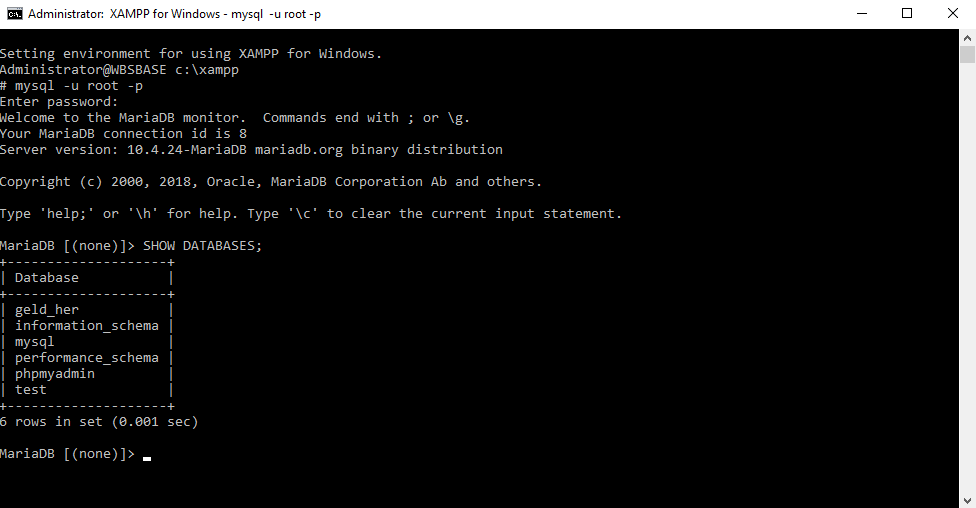 Administrator:  XAMPP for Windows - mysql  -u root -p
Setting environment for using XAMPP for Windows.
Administrator@WBSBASE c:\xampp
# mysql -u root -p
Enter password:
Welcome to the MariaDB monitor.  Commands end with ; or \g.
Your MariaDB connection id is 8
Server version: 10.4.24-MariaDB mariadb.org binary distribution

Copyright (c) 2000, 2018, Oracle, MariaDB Corporation Ab and others.

Type 'help;' or '\h' for help. Type '\c' to clear the current input statement.

MariaDB [(none)]> SHOW DATABASES;
+--------------------+
| Database           |
+--------------------+
| geld_her           |
| information_schema |
| mysql              |
| performance_schema |
| phpmyadmin         |
| test               |
+--------------------+
6 rows in set (0.001 sec)

MariaDB [(none)]> _